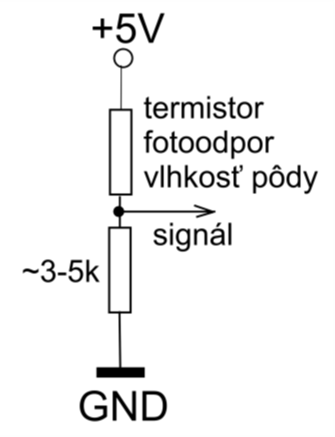 +5V
termistor
fotoodpor
vlhkosť pôdy
signál
~3-5k
GND